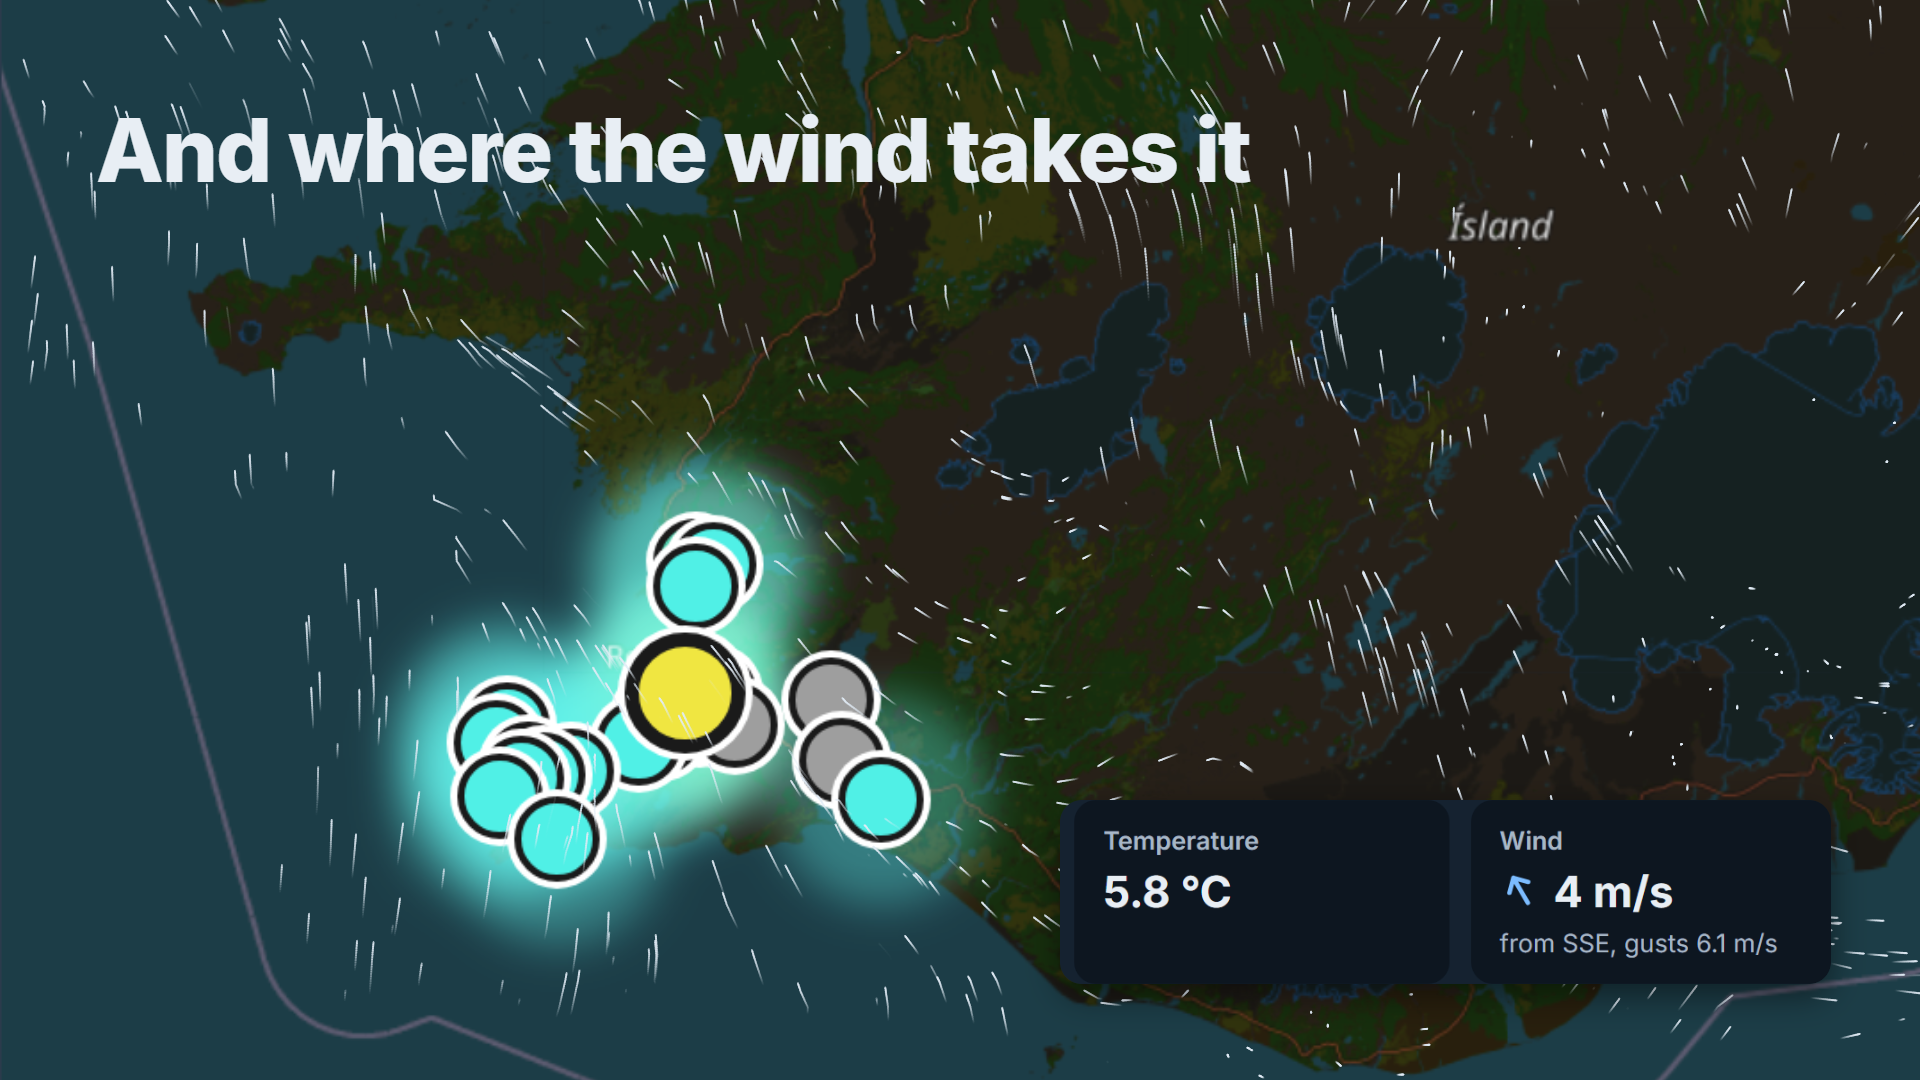 And where the wind takes it
Ísland
Temperature
5.8 °C
Wind
4 m/s
from SSE, gusts 6.1 m/s